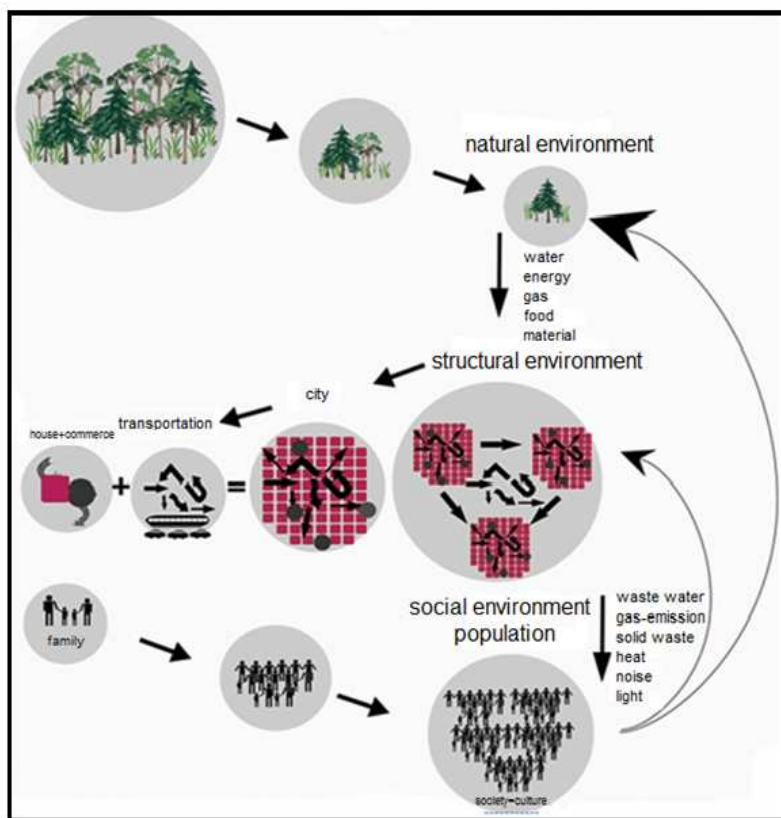 natural environment
water
energy
gas
food
material
structural environment
city
transportation
house+commerce
+
=
social environment
population
waste water
gas-emission
solid waste
heat
noise
light
family
society-culture